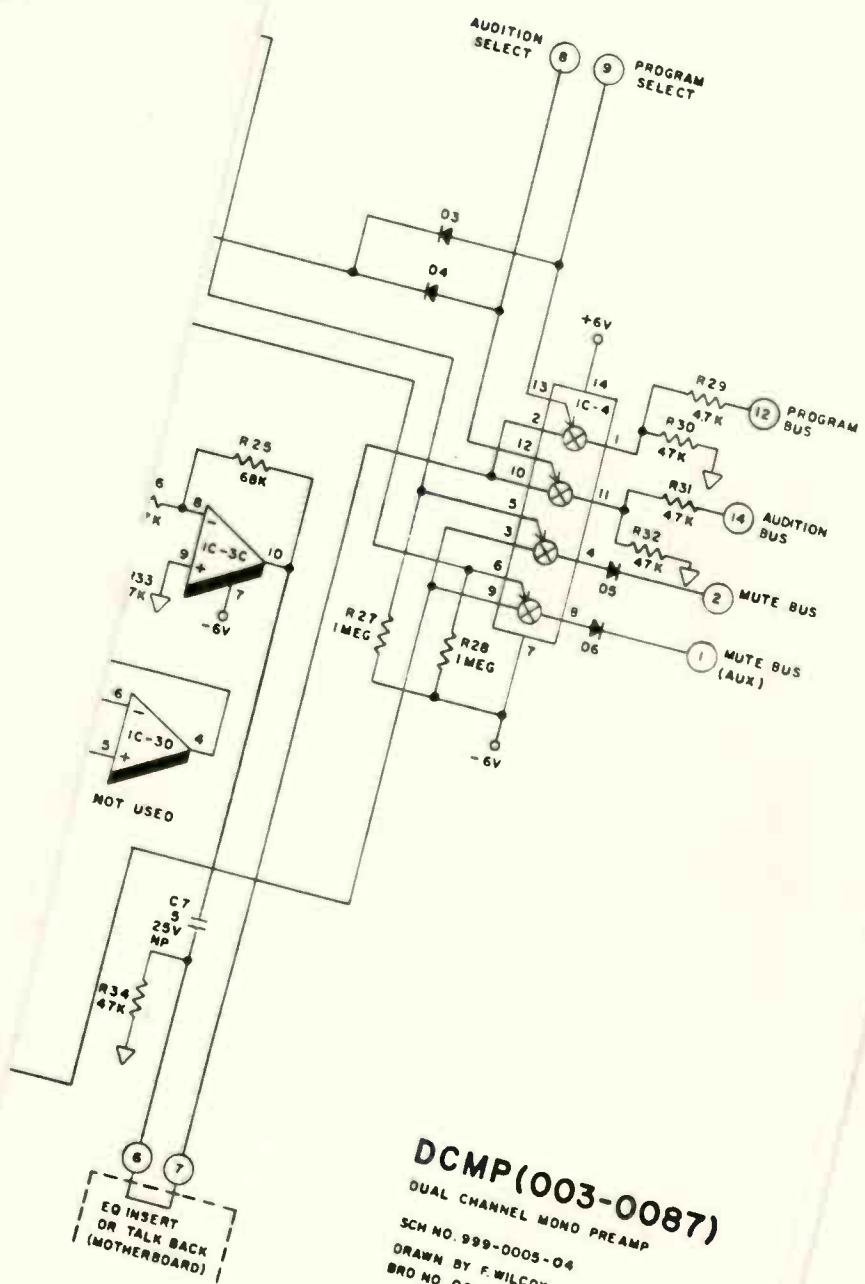 AUDITION
SELECT
8
9
PROGRAM
SELECT
D3
D4
+6V
14
IC-4
13
2
1
12
10
11
5
3
4
6
9
8
7
-6V
R29
47K
R30
47K
12
PROGRAM
BUS
R31
47K
R32
47K
14
AUDITION
BUS
D5
2
MUTE BUS
D6
1
MUTE BUS
(AUX)
R25
68K
6
8
IC-3C
9
10
7
-6V
R27
1MEG
R28
1MEG
6
5
IC-3D
4
NOT USED
C7
5
25V
NP
R34
47K
6
7
EQ INSERT
OR TALK BACK
(MOTHERBOARD)
DCMP(003-0087)
DUAL CHANNEL MONO PREAMP
SCH NO. 999-0005-04
DRAWN BY F. WILCOX
BRD NO.